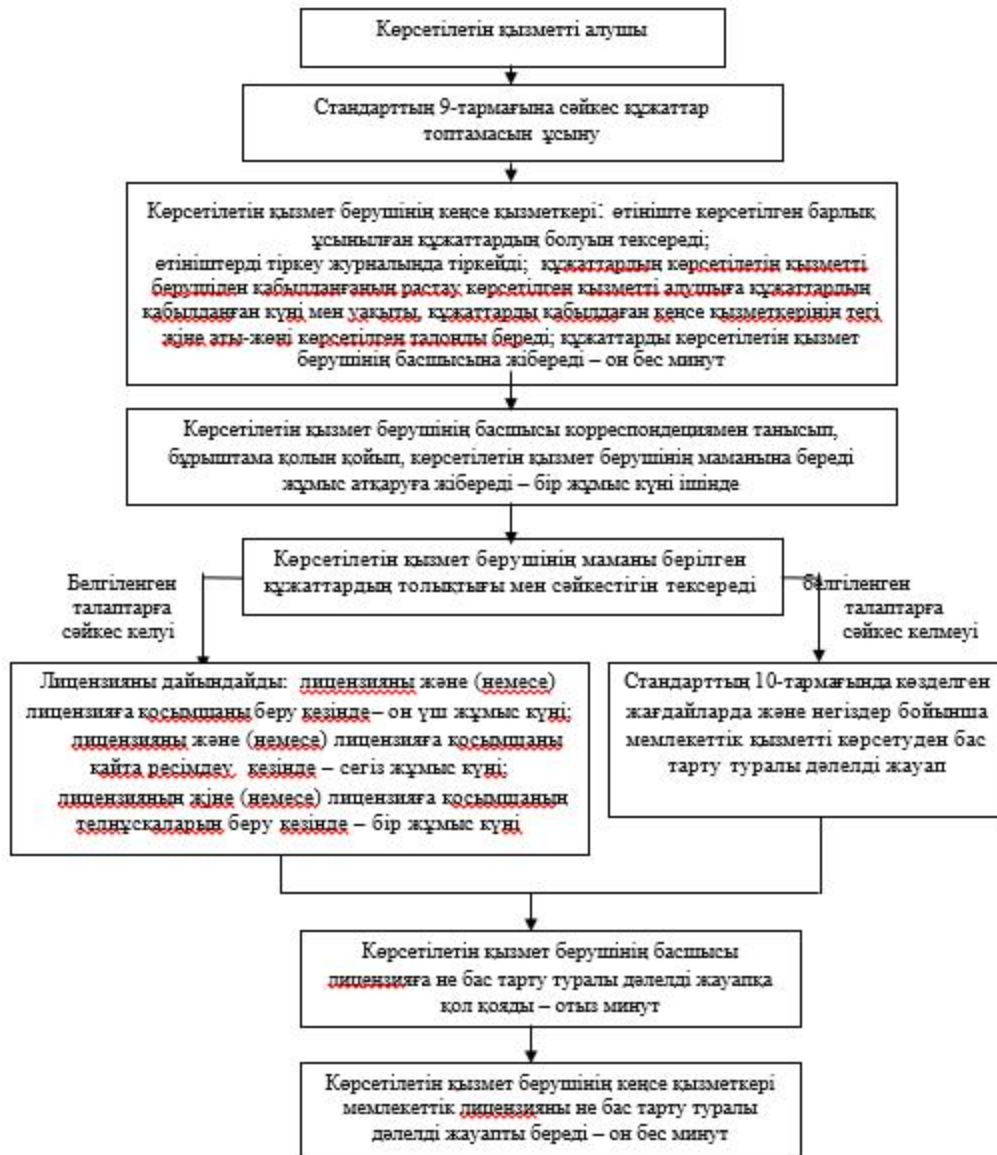 Көрсетілетін қызметті алушы
Стандарттың 9-тармағына сәйкес құжаттар
топтамасын ұсыну
Көрсетілетін қызмет берушінің кеңсе қызметкері: өтініште көрсетілген барлық
ұсынылған құжаттардың болуын тексереді;
өтініштерді тіркеу журналында тіркейді; құжаттардың көрсетілетін қызметті
берушіден қабылданғанын растау көрсетілген қызметті алушыға құжаттардың
қабылданған күні мен уақыты, құжаттарды қабылдаған кеңсе қызметкерінің тегі
жіне аты-жөні көрсетілген талонды береді; құжаттарды көрсетілетін қызмет
берушінің басшысына жібереді – он бес минут
Көрсетілетін қызмет берушінің басшысы корреспондециямен танысып,
бұрыштама қолын қойып, көрсетілетін қызмет берушінің маманына береді
жұмыс атқаруға жібереді – бір жұмыс күні ішінде
Көрсетілетін қызмет берушінің маманы берілген
құжаттардың толықтығы мен сәйкестігін тексереді
Белгіленген
талаптарға
сәйкес келуі
белгіленген
талаптарға
сәйкес келмеуі
Лицензияны дайындайды: лицензияны және (немесе)
лицензияға қосымшаны беру кезінде– он үш жұмыс күні;
лицензияны және (немесе) лицензияға қосымшаны
қайта ресімдеу кезінде – сегіз жұмыс күні;
лицензияның жіне (немесе) лицензияға қосымшаның
телнұсқаларын беру кезінде – бір жұмыс күні
Стандарттың 10-тармағында көзделген
жағдайларда және негіздер бойынша
мемлекеттік қызметті көрсетуден бас
тарту туралы дәлелді жауап
Көрсетілетін қызмет берушінің басшысы
лицензияға не бас тарту туралы дәлелді жауапқа
қол қояды – отыз минут
Көрсетілетін қызмет берушінің кеңсе қызметкері
мемлекеттік лицензияны не бас тарту туралы
дәлелді жауапты береді – он бес минут